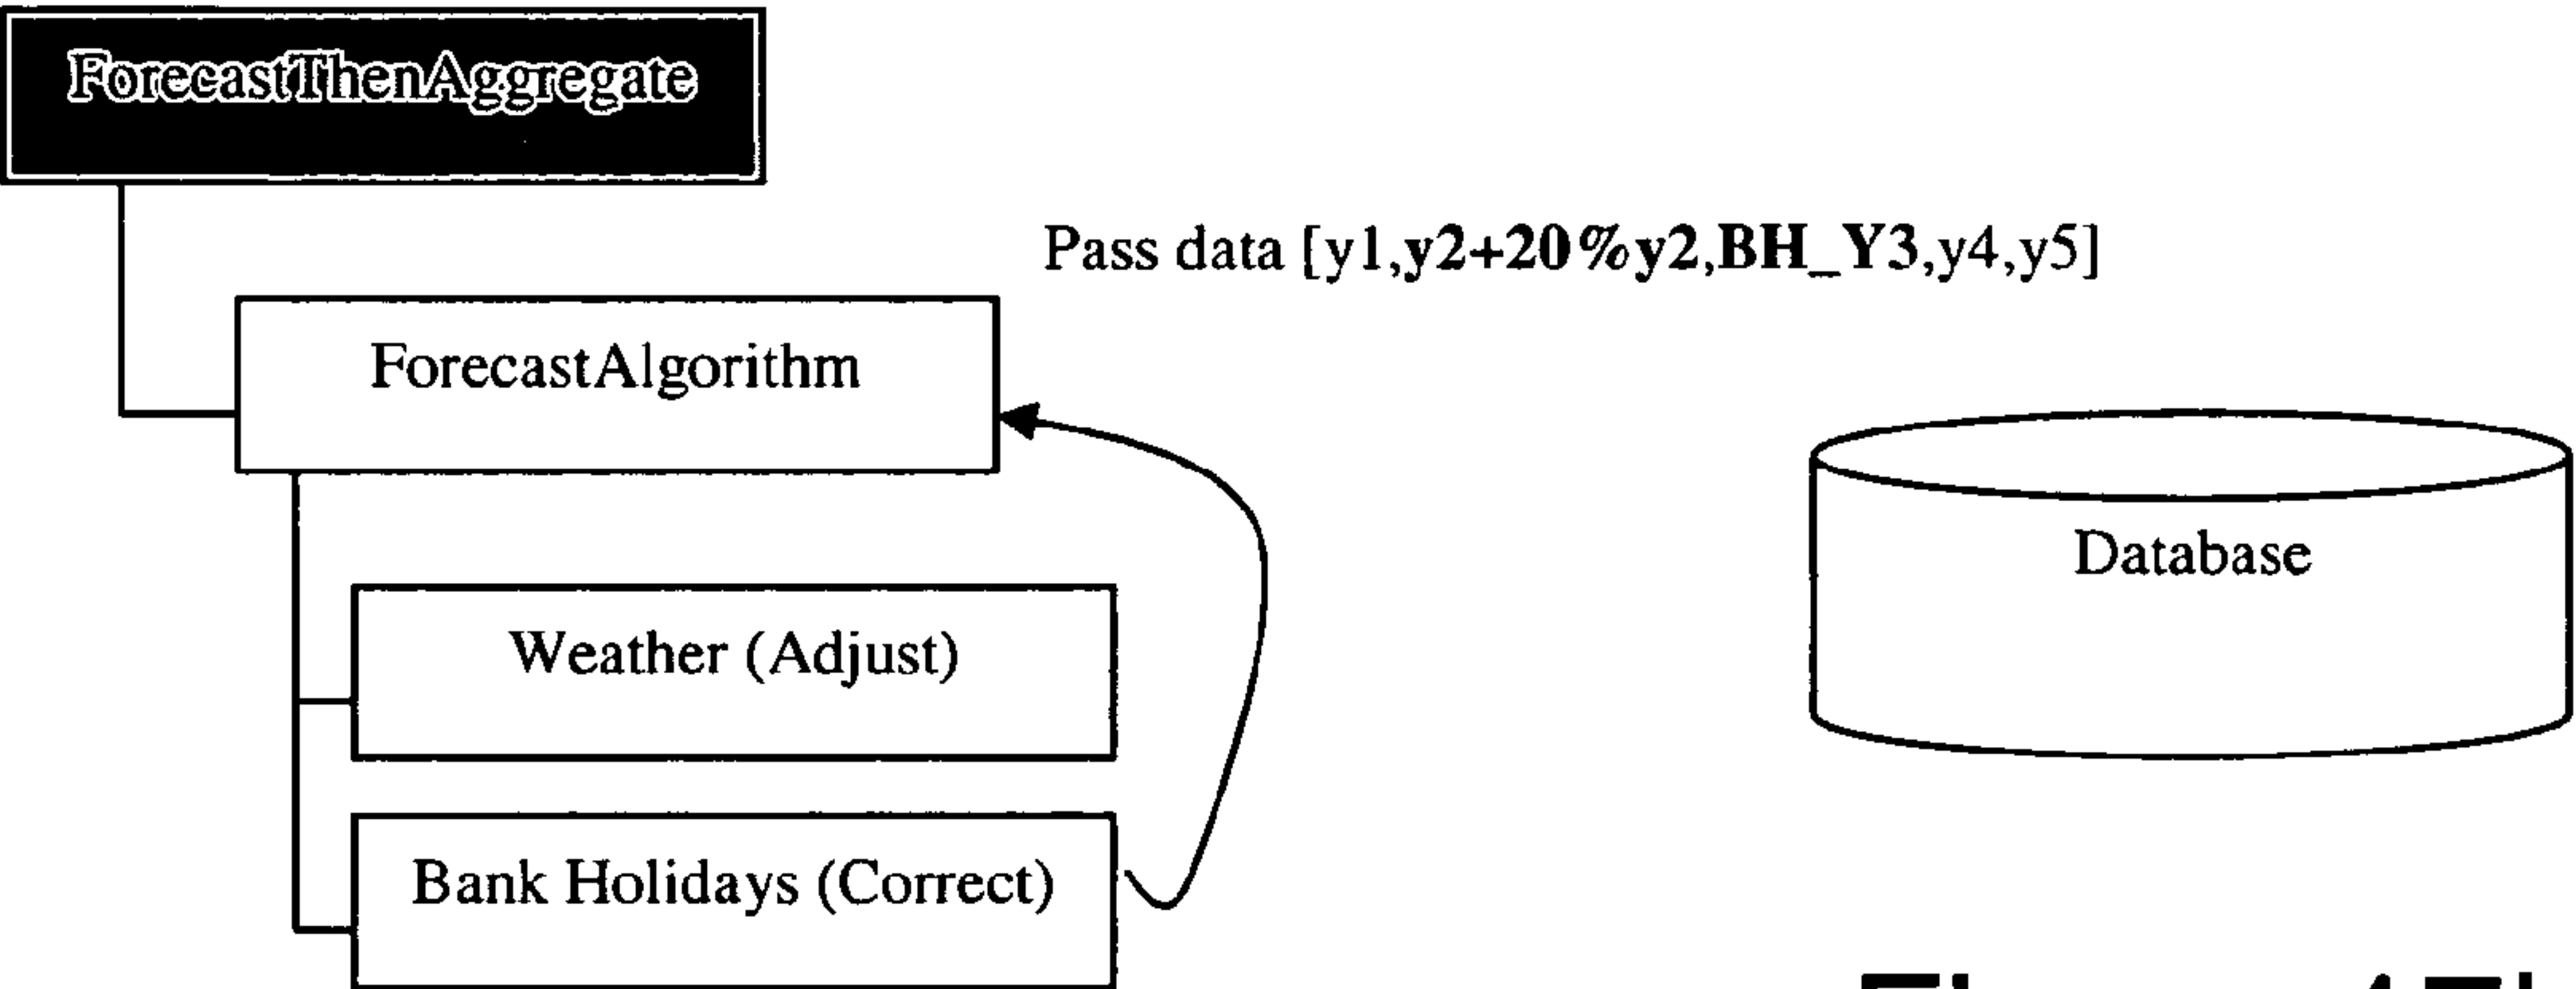 ForecastThenAggregate
Pass data [y1,y2+20%y2,BH_Y3,y4,y5]
ForecastAlgorithm
Database
Weather (Adjust)
Bank Holidays (Correct)